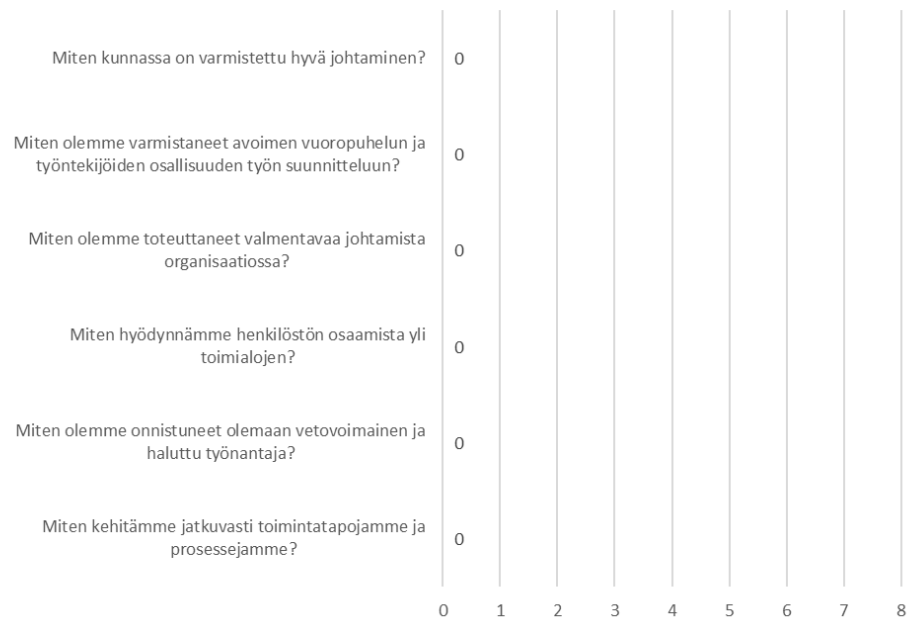 Miten kunnassa on varmistettu hyvä johtaminen?
0
Miten olemme varmistaneet avoimen vuoropuhelun ja
työntekijöiden osallisuuden työn suunnitteluun?
0
Miten olemme toteuttaneet valmentavaa johtamista
organisaatiossa?
0
Miten hyödynnämme henkilöstön osaamista yli
toimialojen?
0
Miten olemme onnistuneet olemaan vetovoimainen ja
haluttu työnantaja?
0
Miten kehitämme jatkuvasti toimintatapojamme ja
prosessejamme?
0
0 1 2 3 4 5 6 7 8